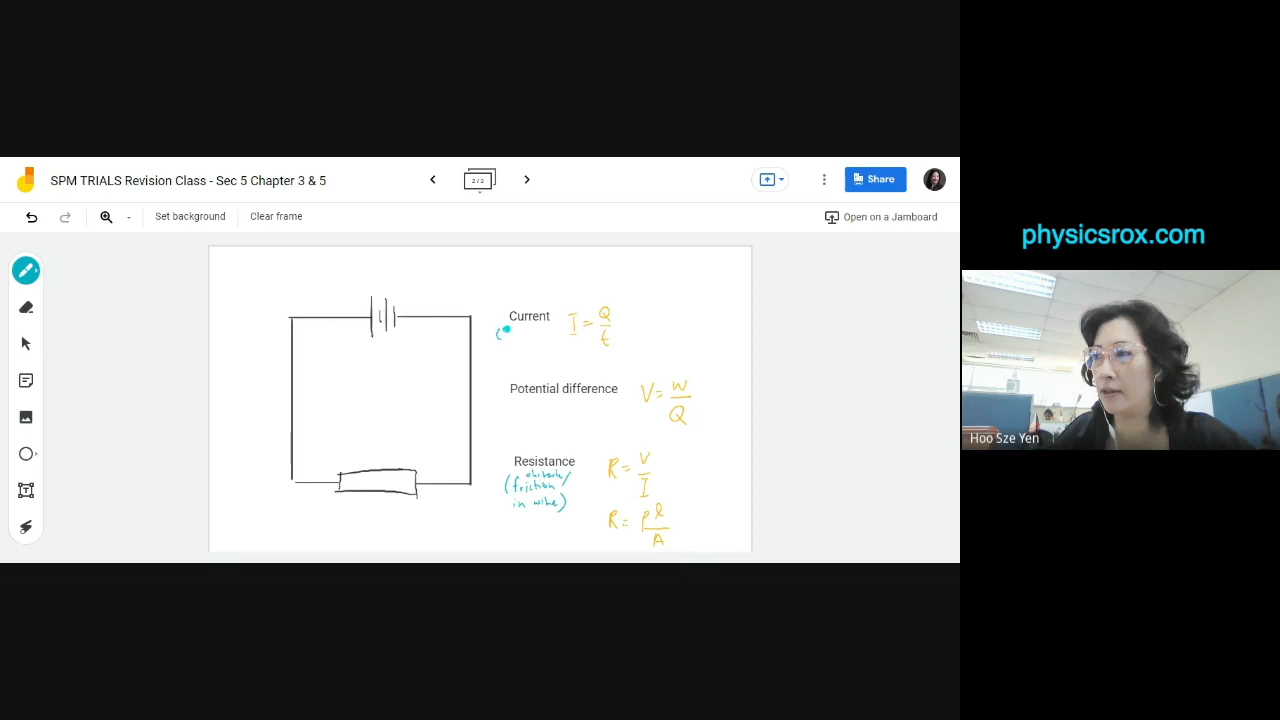 SPM TRIALS Revision Class - Sec 5 Chapter 3 & 5
2 / 2
Share
Set background
Clear frame
Open on a Jamboard
physicsrox.com
Current I = Q/t
(
Potential difference V = W/Q
Resistance R = V/I
(obstacle/
friction
in wire)
R = ρl/A
Hoo Sze Yen